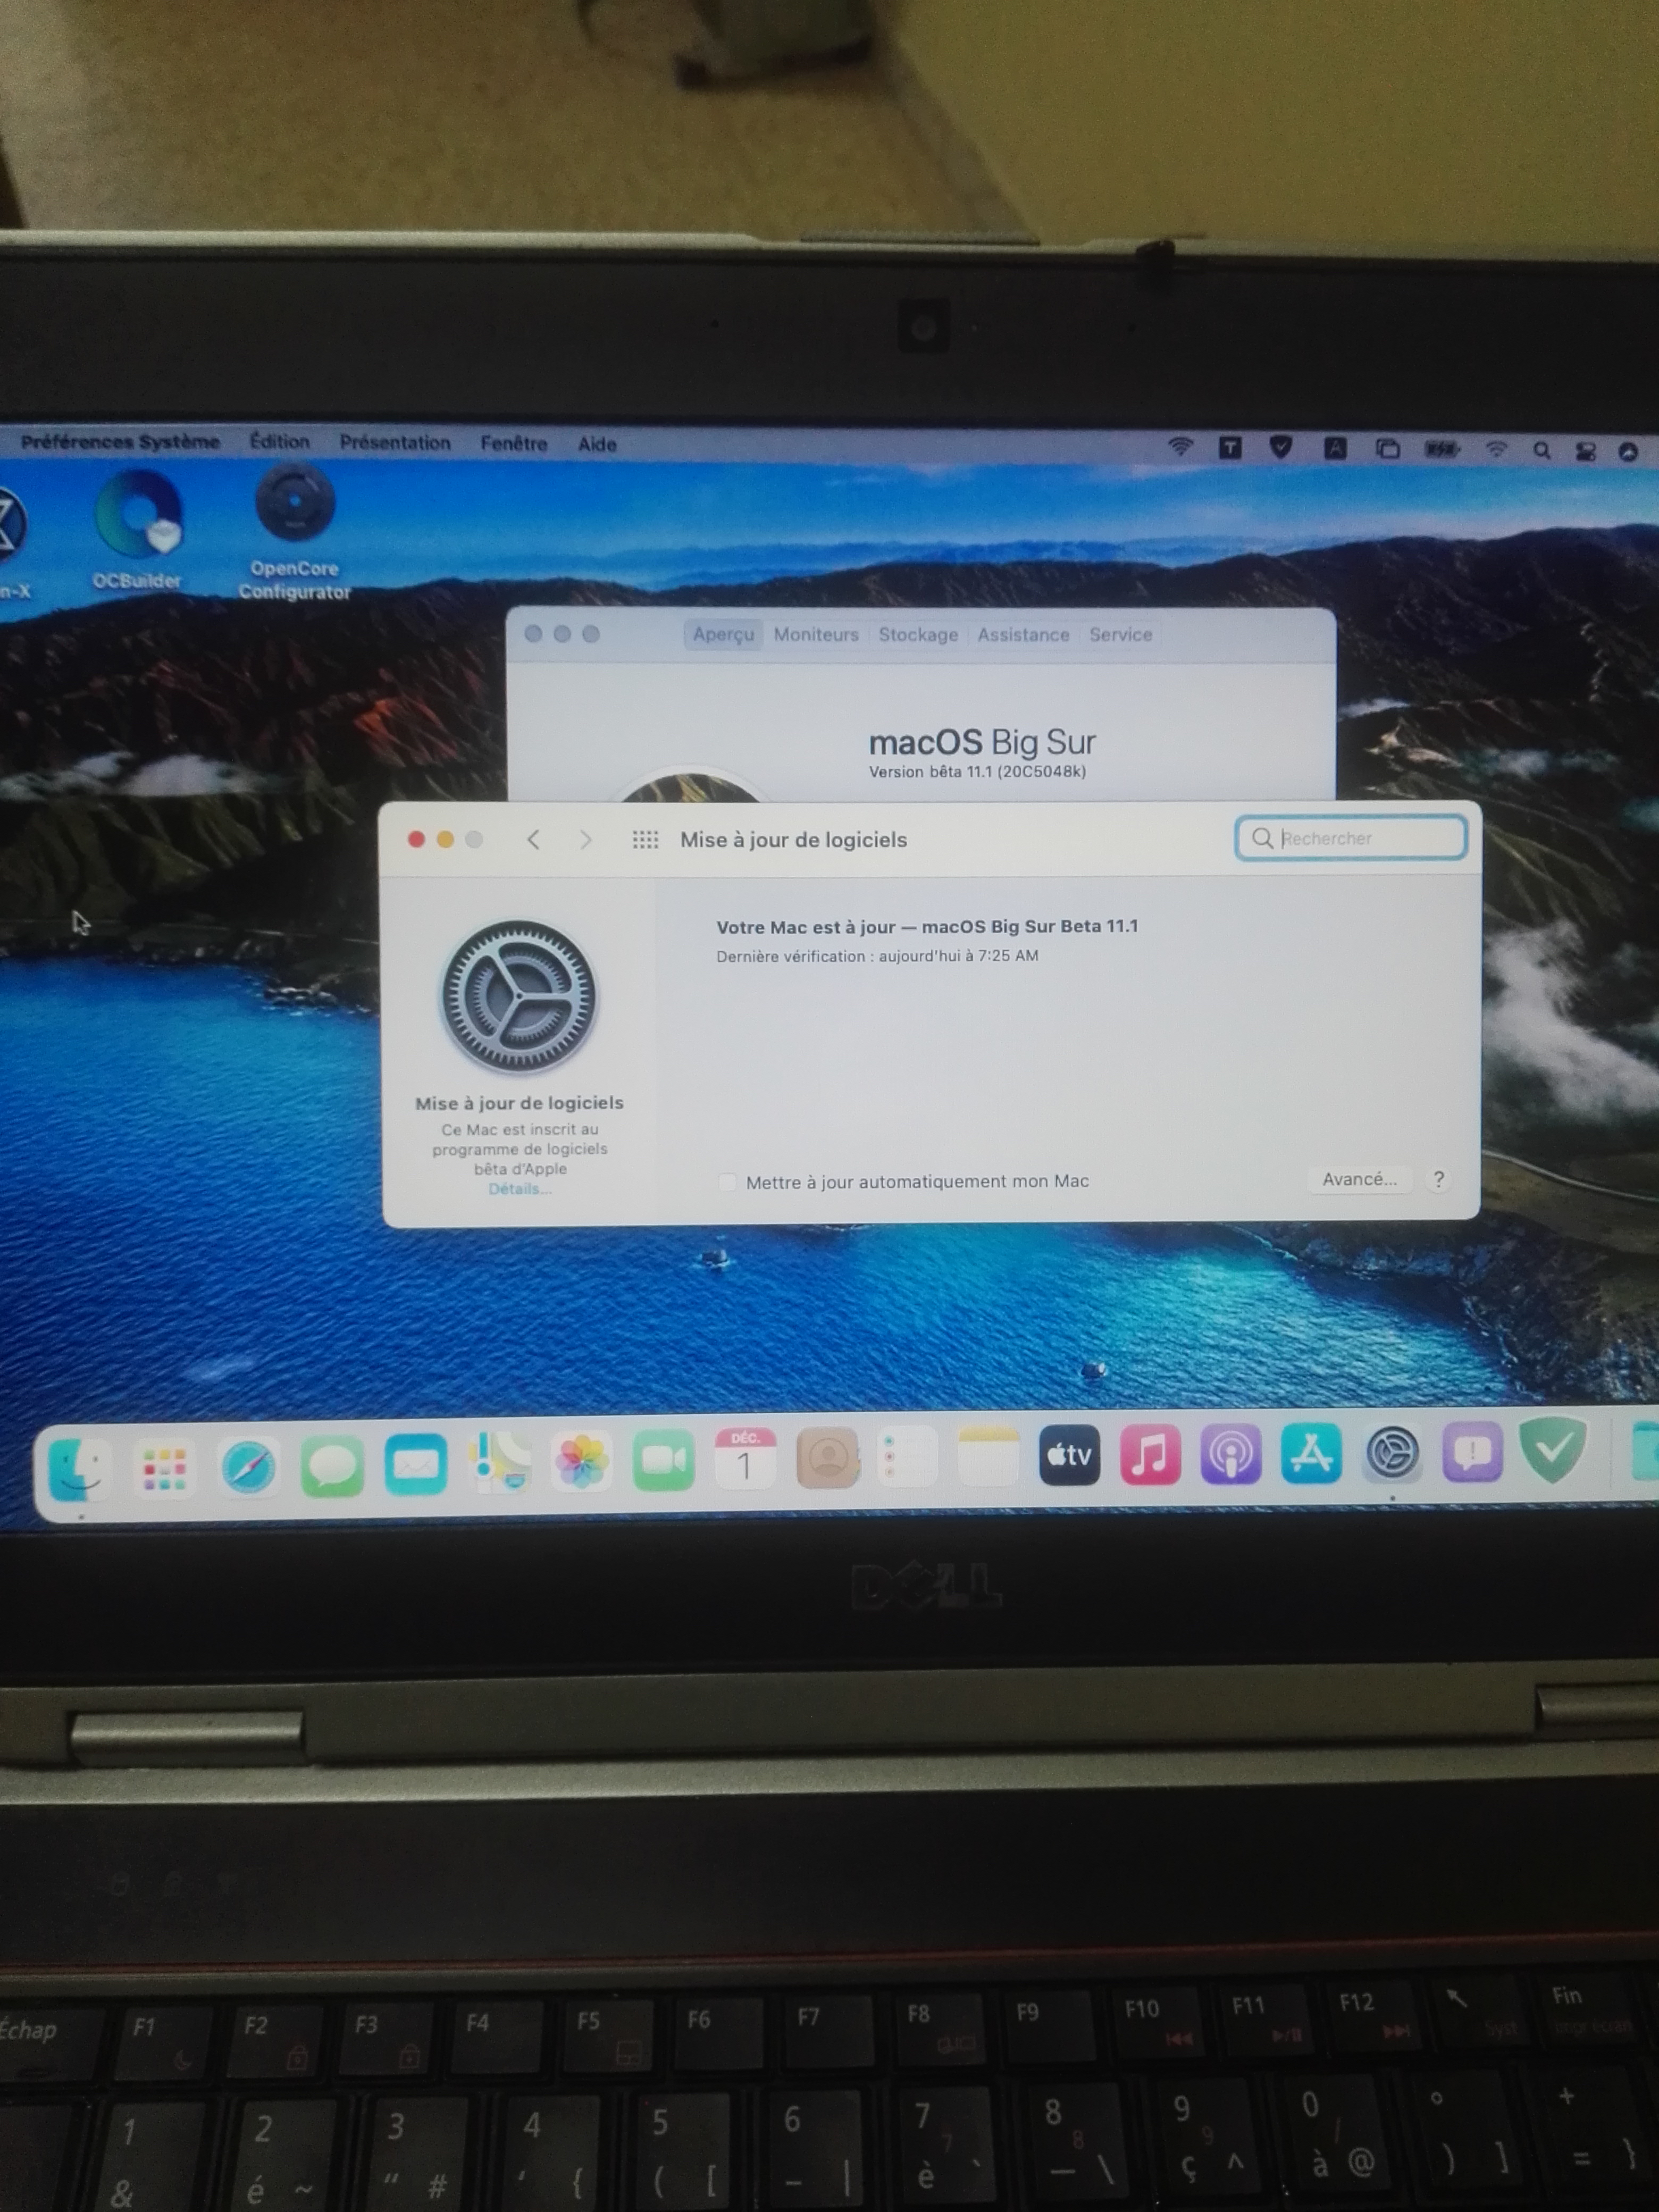 Préférences Système Édition Présentation Fenêtre Aide
T A
n-X
OCBuilder
OpenCore
Configurator
Aperçu Moniteurs Stockage Assistance Service
macOS Big Sur
Version bêta 11.1 (20C5048k)
Mise à jour de logiciels
Rechercher
Votre Mac est à jour — macOS Big Sur Beta 11.1
Dernière vérification : aujourd'hui à 7:25 AM
Mise à jour de logiciels
Ce Mac est inscrit au
programme de logiciels
bêta d'Apple
Détails...
Mettre à jour automatiquement mon Mac
Avancé... ?
DÉC.
1
tv
DELL
Échap F1 F2 F3 F4 F5 F6 F7 F8 F9 F10 F11 F12 Fin
Syst
1 2 3 4 5 6 7 8 9 0 ° +
7 8 9 /
& é ~ " # ' { ( [ - | è ` _ \ ç ^ à @ ) ] = }